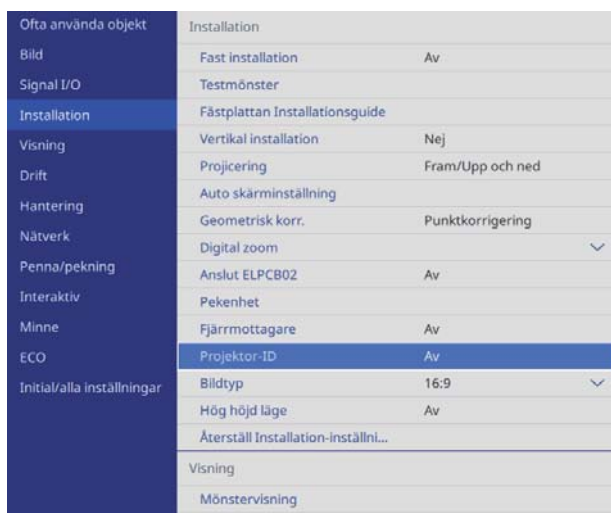 Ofta använda objekt
Bild
Signal I/O
Installation
Visning
Drift
Hantering
Nätverk
Penna/pekning
Interaktiv
Minne
ECO
Initial/alla inställningar
Installation
Fast installation Av
Testmönster
Fästplattan Installationsguide
Vertikal installation Nej
Projicering Fram/Upp och ned
Auto skärminställning
Geometrisk korr. Punktkorrigering
Digital zoom
Anslut ELPCB02 Av
Pekenhet
Fjärrmottagare Av
Projektor-ID Av
Bildtyp 16:9
Hög höjd läge Av
Återställ Installation-inställni...
Visning
Mönstervisning